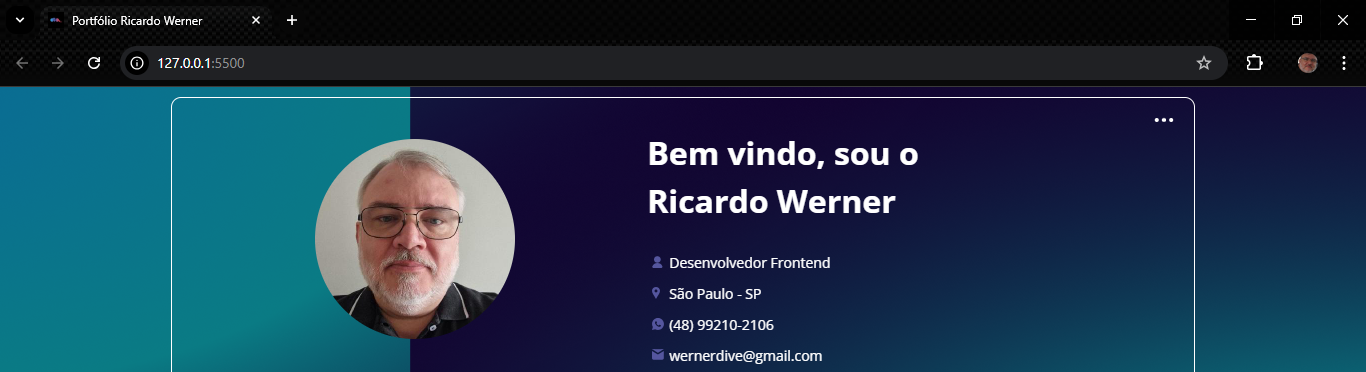 Portfólio Ricardo Werner
127.0.0.1:5500
Bem vindo, sou o
Ricardo Werner
Desenvolvedor Frontend
São Paulo - SP
(48) 99210-2106
wernerdive@gmail.com